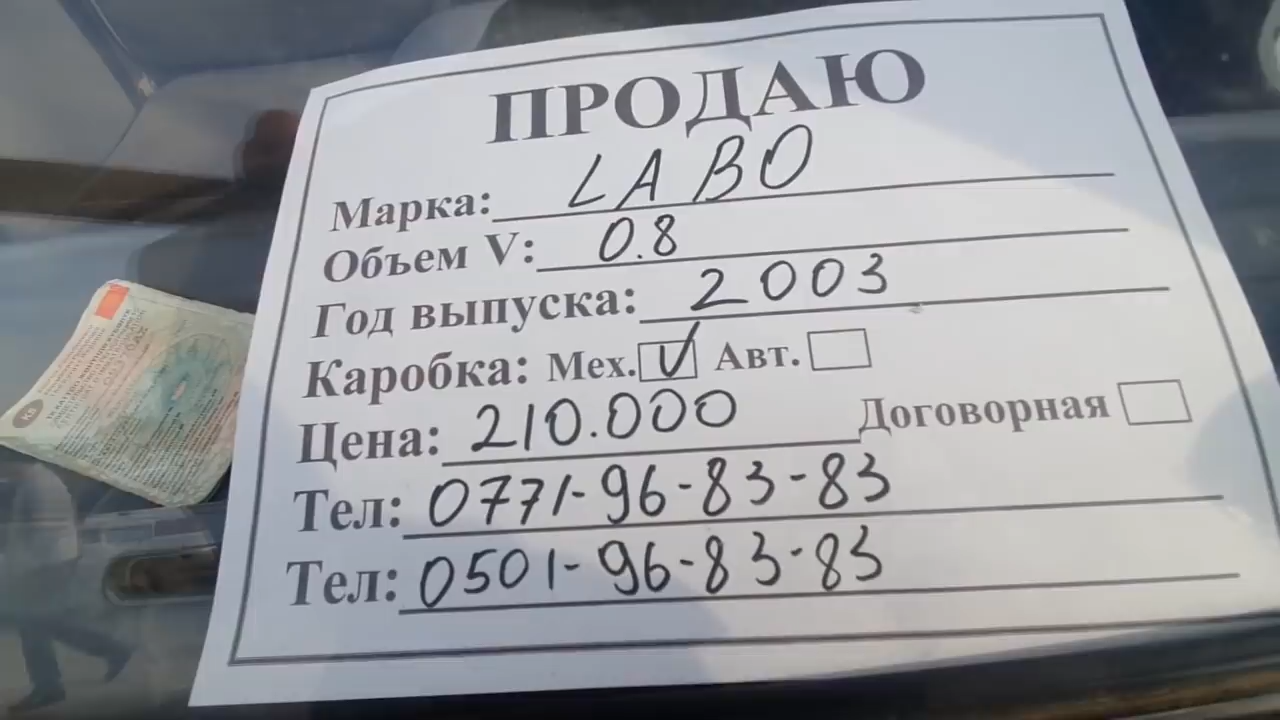 ПРОДАЮ
Марка: LABO
Объем V: 0.8
Год выпуска: 2003
Каробка: Мех. V Авт.
Цена: 210.000 Договорная
Тел: 0771-96-83-83
Тел: 0501-96-83-83
KG